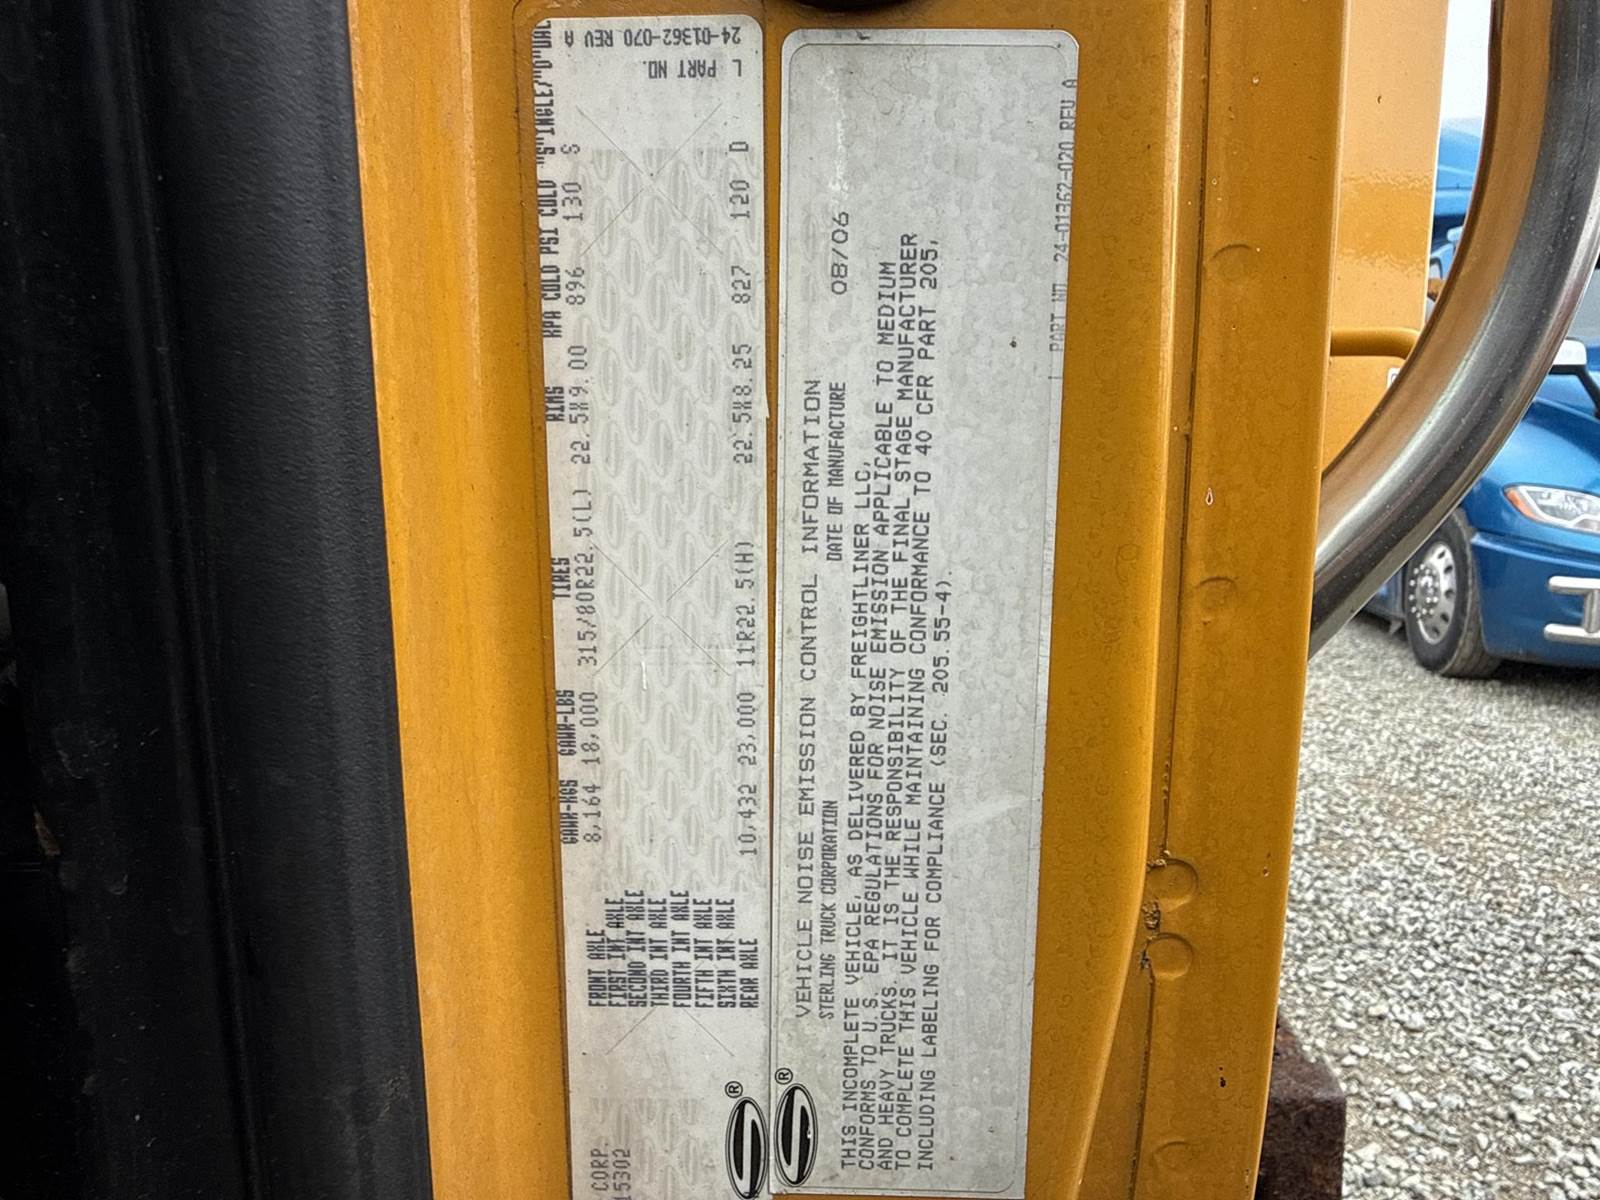 CORP.
15302
GAWR-KGS GAWR-LBS TIRES RIMS KPA COLD PSI COLD "S"INGLE/"D"UAL
FRONT AXLE 8,164 18,000 315/80R22.5(L) 22.5X9.00 896 130 S
FIRST INT AXLE
SECOND INT AXLE
THIRD INT AXLE
FOURTH INT AXLE
FIFTH INT AXLE
SIXTH INT AXLE
REAR AXLE 10,432 23,000 11R22.5(H) 22.5X8.25 827 120 D
L PART NO.
24-01362-070 REV A
®
®
VEHICLE NOISE EMISSION CONTROL INFORMATION
STERLING TRUCK CORPORATION DATE OF MANUFACTURE 08/06
THIS INCOMPLETE VEHICLE, AS DELIVERED BY FREIGHTLINER LLC,
CONFORMS TO U.S. EPA REGULATIONS FOR NOISE EMISSION APPLICABLE TO MEDIUM
AND HEAVY TRUCKS. IT IS THE RESPONSIBILITY OF THE FINAL STAGE MANUFACTURER
TO COMPLETE THIS VEHICLE WHILE MAINTAINING CONFORMANCE TO 40 CFR PART 205,
INCLUDING LABELING FOR COMPLIANCE (SEC. 205.55-4).
PART NO. 24-01362-020 REV A